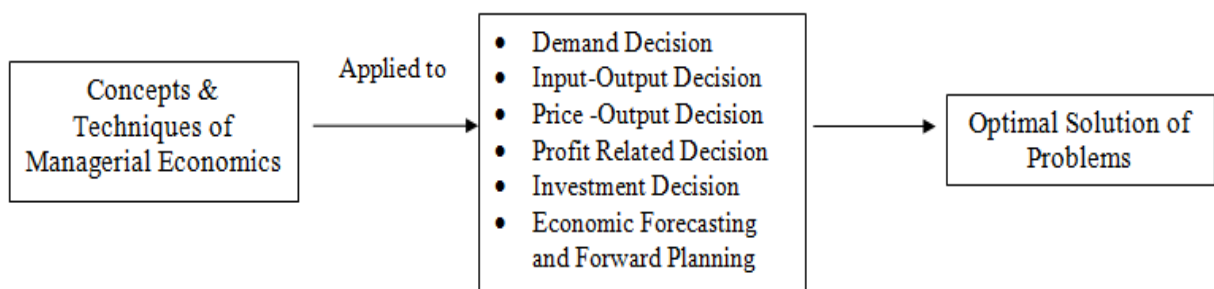 Concepts &
Techniques of
Managerial Economics
Applied to
• Demand Decision
• Input-Output Decision
• Price -Output Decision
• Profit Related Decision
• Investment Decision
• Economic Forecasting
and Forward Planning
Optimal Solution of
Problems